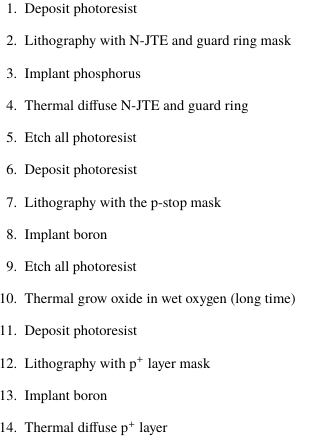 1. Deposit photoresist
2. Lithography with N-JTE and guard ring mask
3. Implant phosphorus
4. Thermal diffuse N-JTE and guard ring
5. Etch all photoresist
6. Deposit photoresist
7. Lithography with the p-stop mask
8. Implant boron
9. Etch all photoresist
10. Thermal grow oxide in wet oxygen (long time)
11. Deposit photoresist
12. Lithography with p⁺ layer mask
13. Implant boron
14. Thermal diffuse p⁺ layer